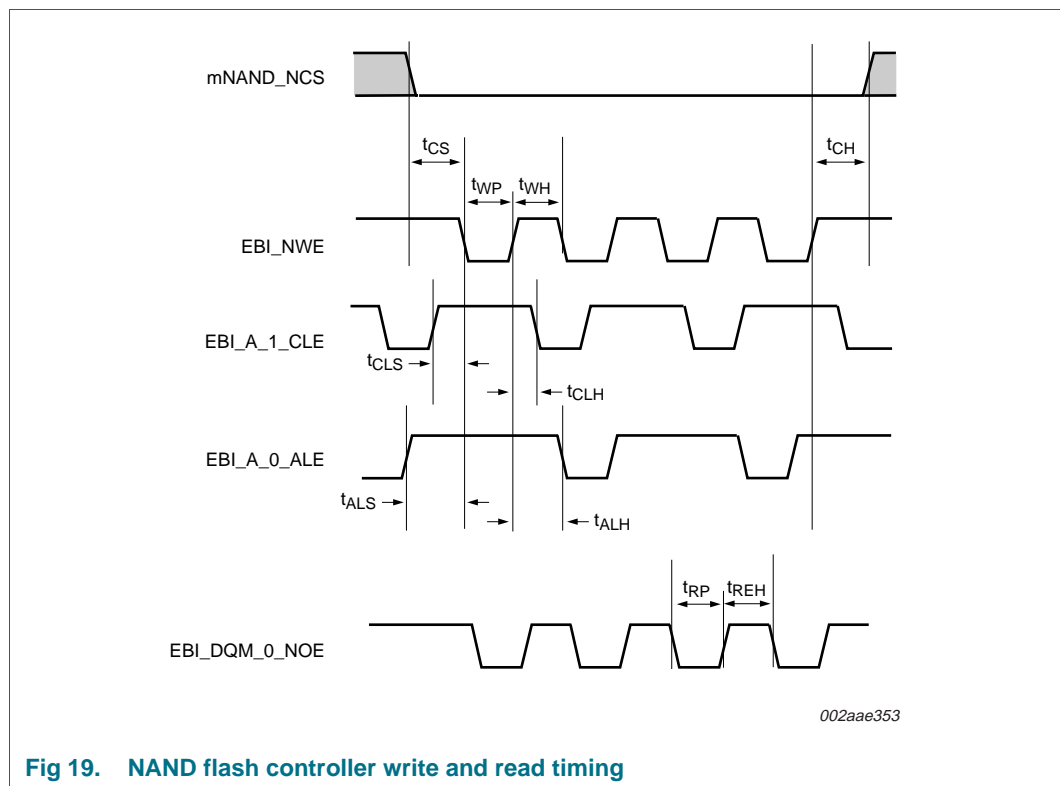 mNAND_NCS
tCS
tCH
tWP
tWH
EBI_NWE
EBI_A_1_CLE
tCLS
tCLH
EBI_A_0_ALE
tALS
tALH
tRP
tREH
EBI_DQM_0_NOE
002aae353
Fig 19. NAND flash controller write and read timing